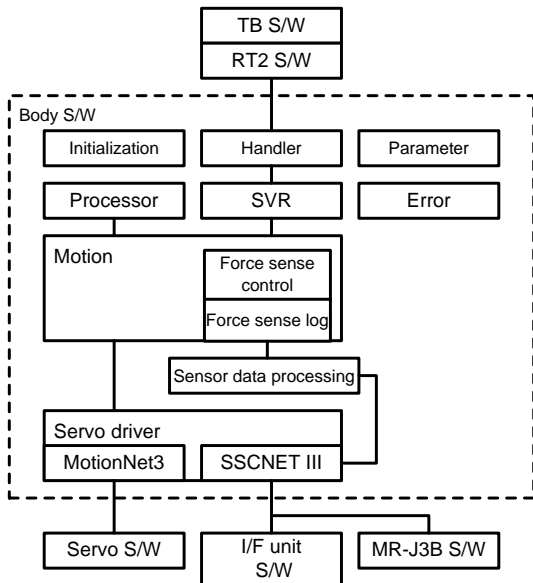 TB S/W
RT2 S/W
Body S/W
Initialization
Handler
Parameter
Processor
SVR
Error
Motion
Force sense
control
Force sense log
Sensor data processing
Servo driver
MotionNet3
SSCNET III
Servo S/W
I/F unit
S/W
MR-J3B S/W